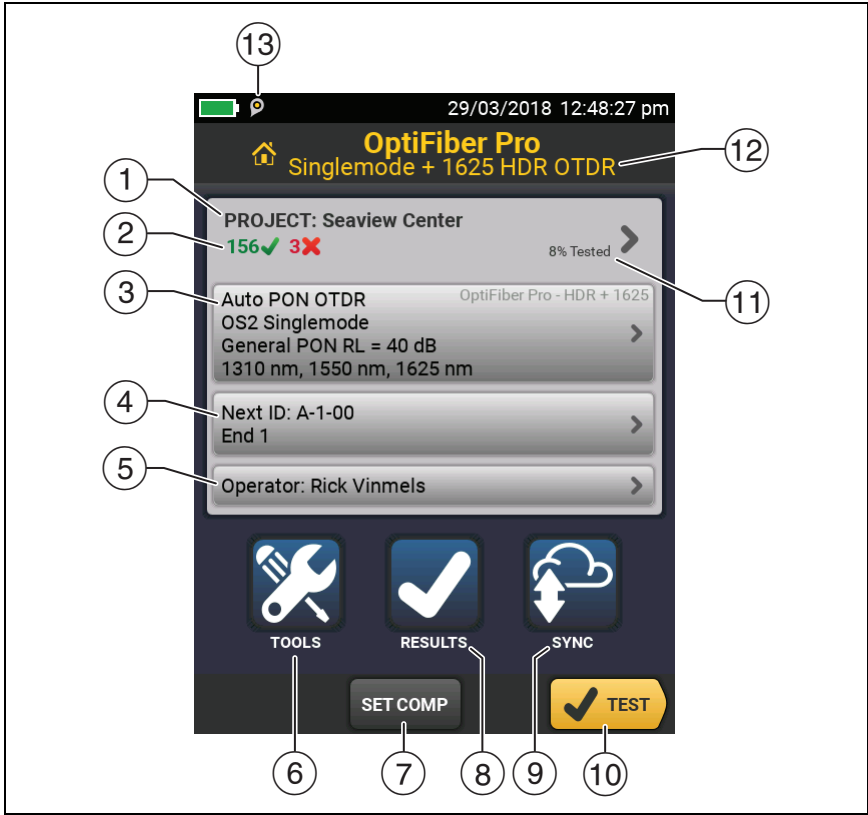 13
29/03/2018 12:48:27 pm
OptiFiber Pro
Singlemode + 1625 HDR OTDR
12
1
PROJECT: Seaview Center
2
156 3
8% Tested
11
3
Auto PON OTDR
OptiFiber Pro - HDR + 1625
OS2 Singlemode
General PON RL = 40 dB
1310 nm, 1550 nm, 1625 nm
4
Next ID: A-1-00
End 1
5
Operator: Rick Vinmels
TOOLS
RESULTS
SYNC
SET COMP
TEST
6
7
8
9
10